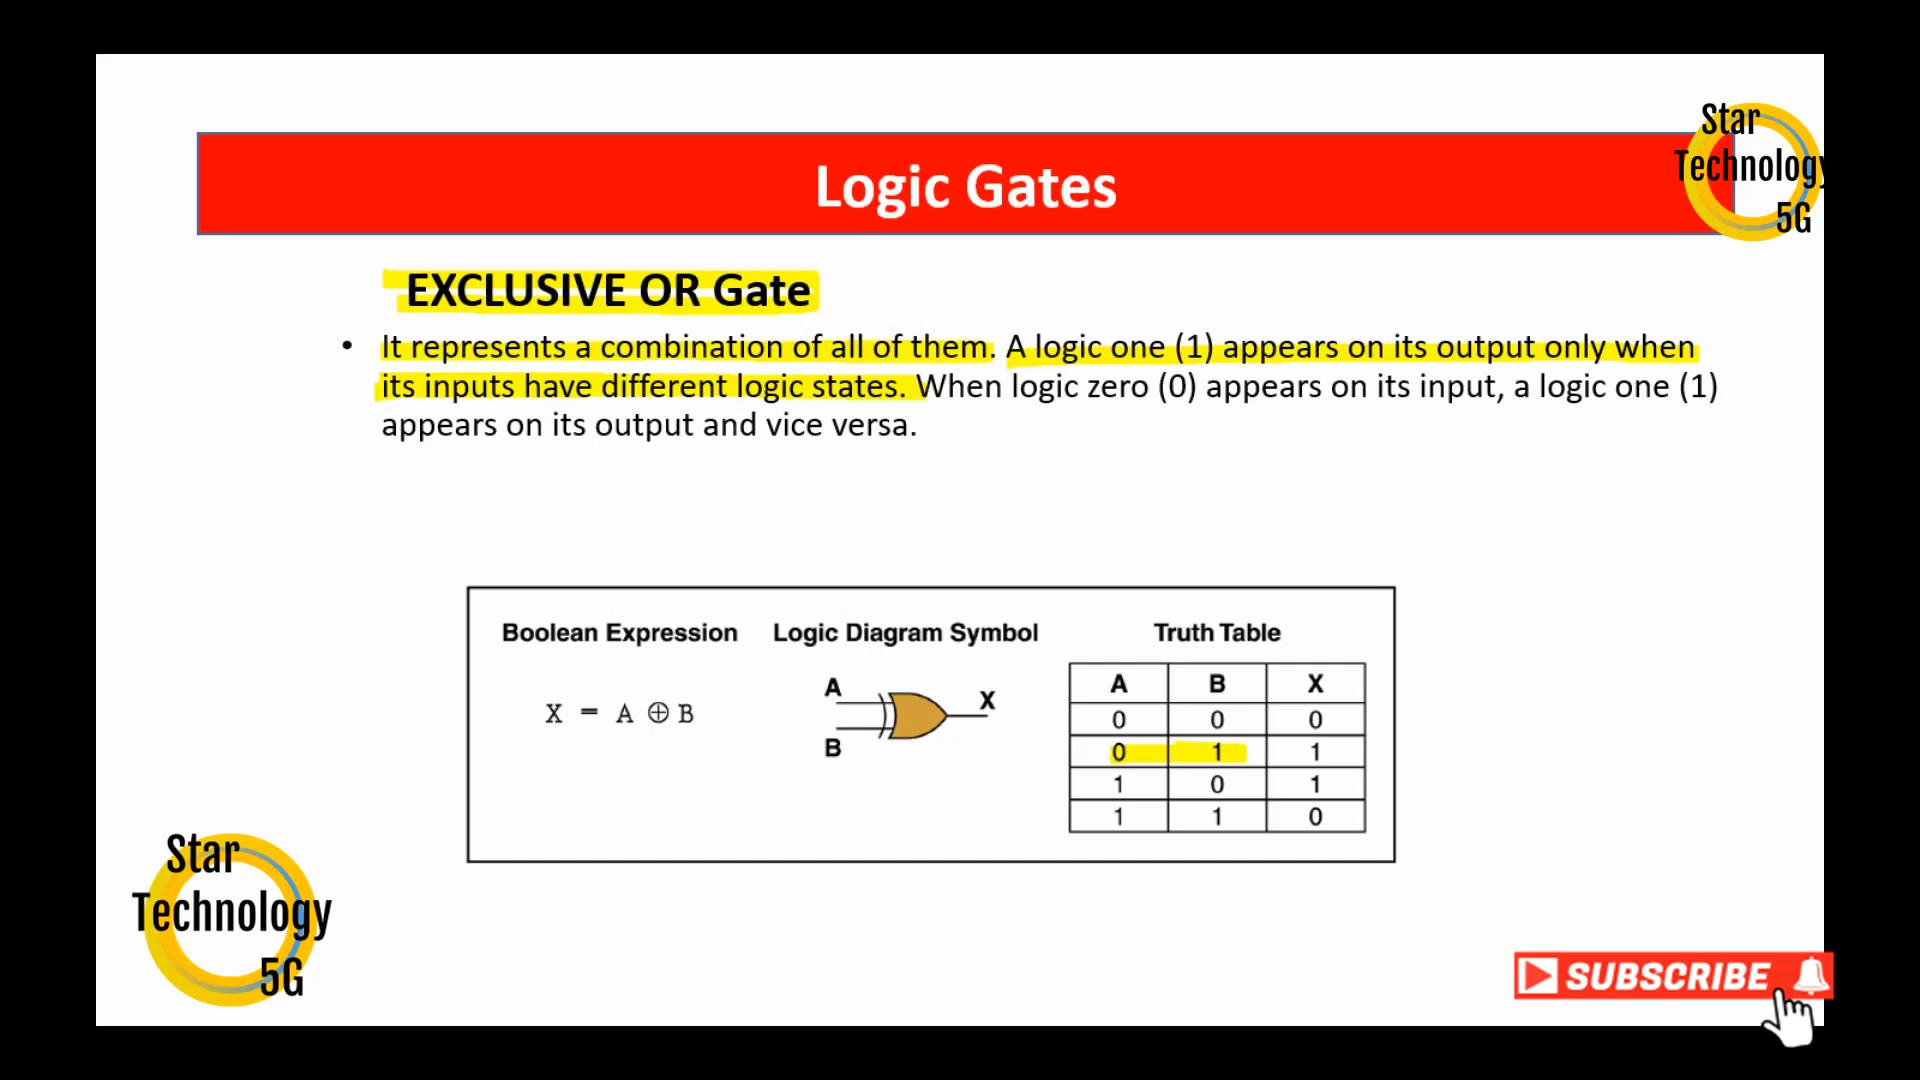 Star
Technology
5G
Logic Gates
EXCLUSIVE OR Gate
• It represents a combination of all of them. A logic one (1) appears on its output only when
its inputs have different logic states. When logic zero (0) appears on its input, a logic one (1)
appears on its output and vice versa.
Boolean Expression Logic Diagram Symbol Truth Table
X = A ⊕ B
A
B
X
A B X
0 0 0
0 1 1
1 0 1
1 1 0
Star
Technology
5G
SUBSCRIBE